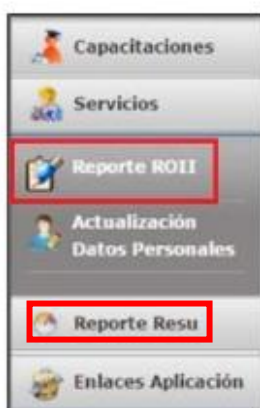 Capacitaciones
Servicios
Reporte ROII
Actualización
Datos Personales
Reporte Resu
Enlaces Aplicación